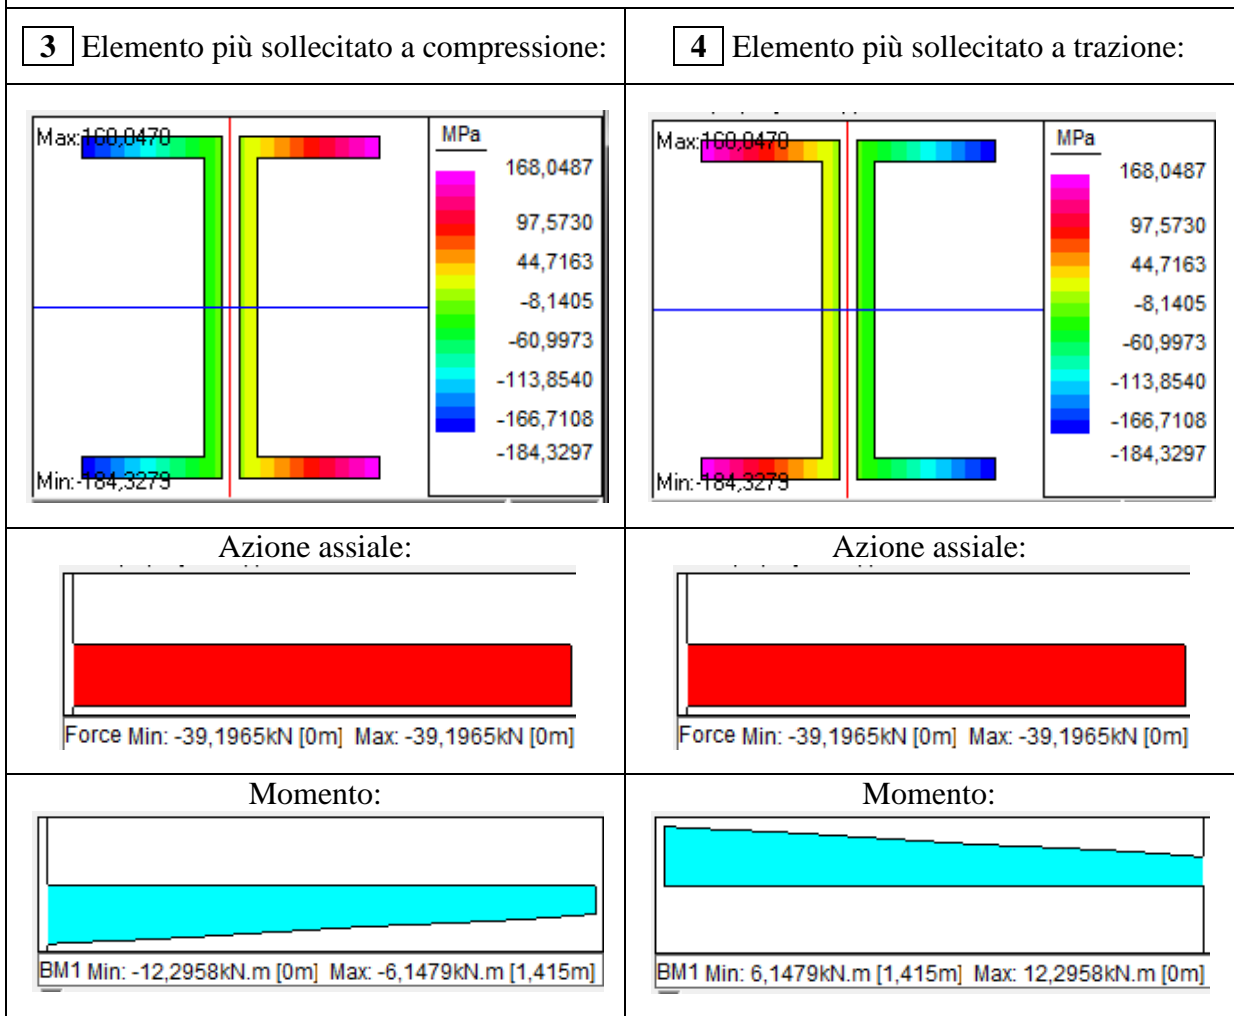 3 Elemento più sollecitato a compressione:
4 Elemento più sollecitato a trazione:
Max:160,0470
MPa
168,0487
97,5730
44,7163
-8,1405
-60,9973
-113,8540
-166,7108
-184,3297
Min:-184,3279
Max:160,0470
MPa
168,0487
97,5730
44,7163
-8,1405
-60,9973
-113,8540
-166,7108
-184,3297
Min:-184,3279
Azione assiale:
Force Min: -39,1965kN [0m] Max: -39,1965kN [0m]
Azione assiale:
Force Min: -39,1965kN [0m] Max: -39,1965kN [0m]
Momento:
BM1 Min: -12,2958kN.m [0m] Max: -6,1479kN.m [1,415m]
Momento:
BM1 Min: 6,1479kN.m [1,415m] Max: 12,2958kN.m [0m]